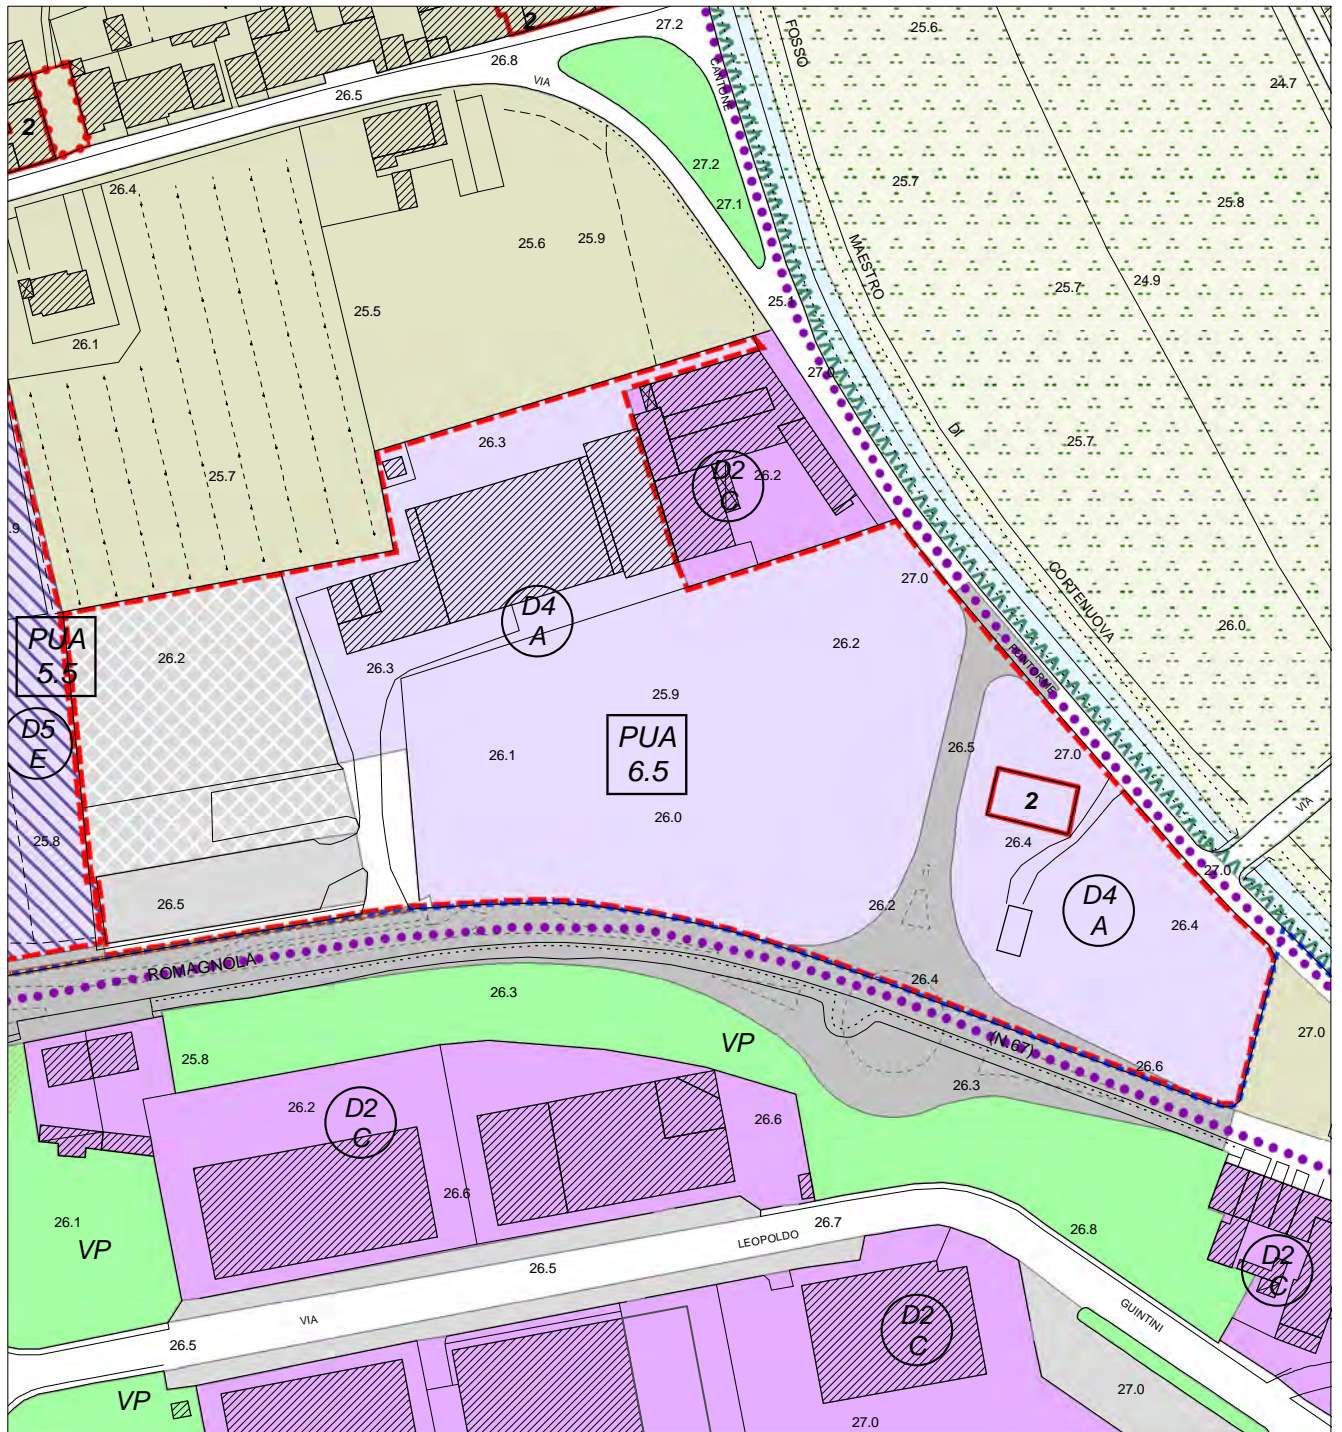 2
27.2
25.6
FOSSO
26.8
CANTONE
VIA
24.7
26.5
2
27.2
25.7
26.4
27.1
25.8
25.6
25.9
MAESTRO
24.9
25.7
25.1
25.5
26.1
27.0
DI
25.7
26.3
D2
C
26.2
25.7
.9
CORTENUOVA
27.0
D4
A
26.0
PUA
5.5
26.2
26.2
26.3
PONTORME
25.9
D5
E
PUA
6.5
26.1
26.5
27.0
2
VIA
26.0
25.8
26.4
27.0
26.5
26.2
D4
A
26.4
ROMAGNOLA
26.4
26.3
VP
(N.67)
27.0
25.8
26.6
26.3
26.2
D2
C
26.6
26.6
26.1
VP
26.7
26.8
LEOPOLDO
D2
C
26.5
VIA
GUINTINI
D2
C
26.5
VP
27.0
27.0